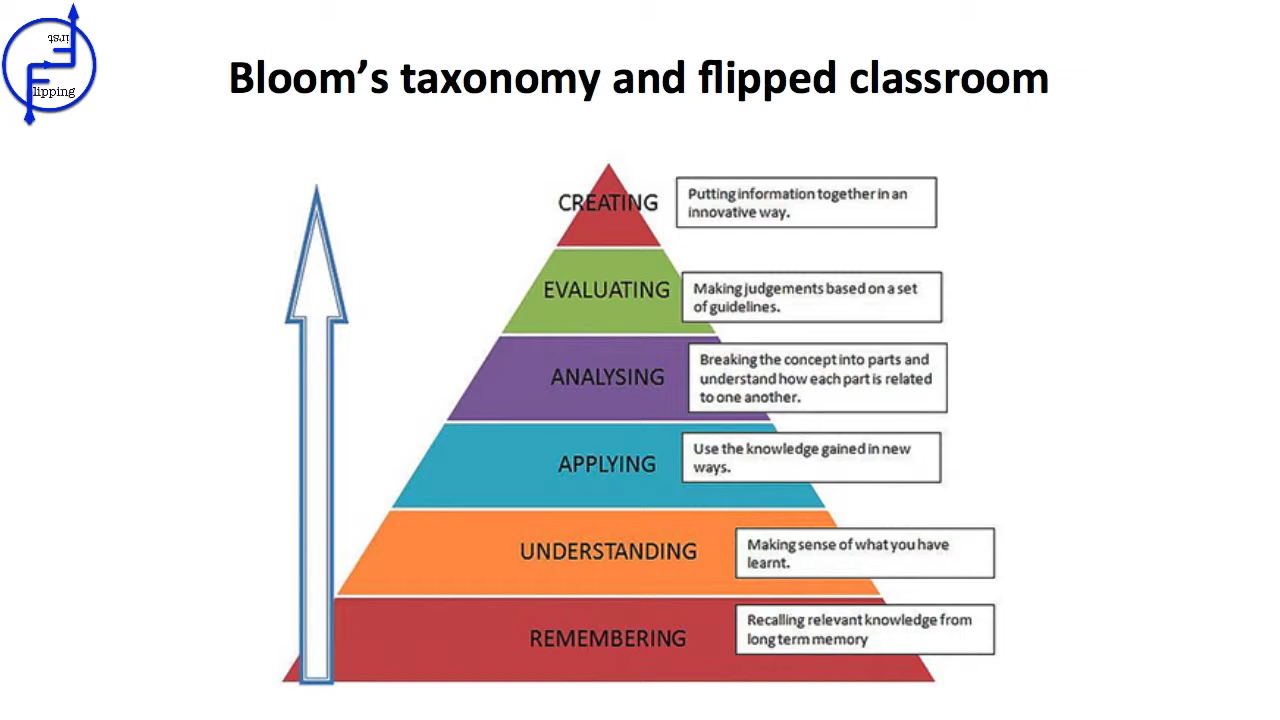 irst
lipping
Bloom’s taxonomy and flipped classroom
CREATING
Putting information together in an
innovative way.
EVALUATING
Making judgements based on a set
of guidelines.
ANALYSING
Breaking the concept into parts and
understand how each part is related
to one another.
APPLYING
Use the knowledge gained in new
ways.
UNDERSTANDING
Making sense of what you have
learnt.
REMEMBERING
Recalling relevant knowledge from
long term memory